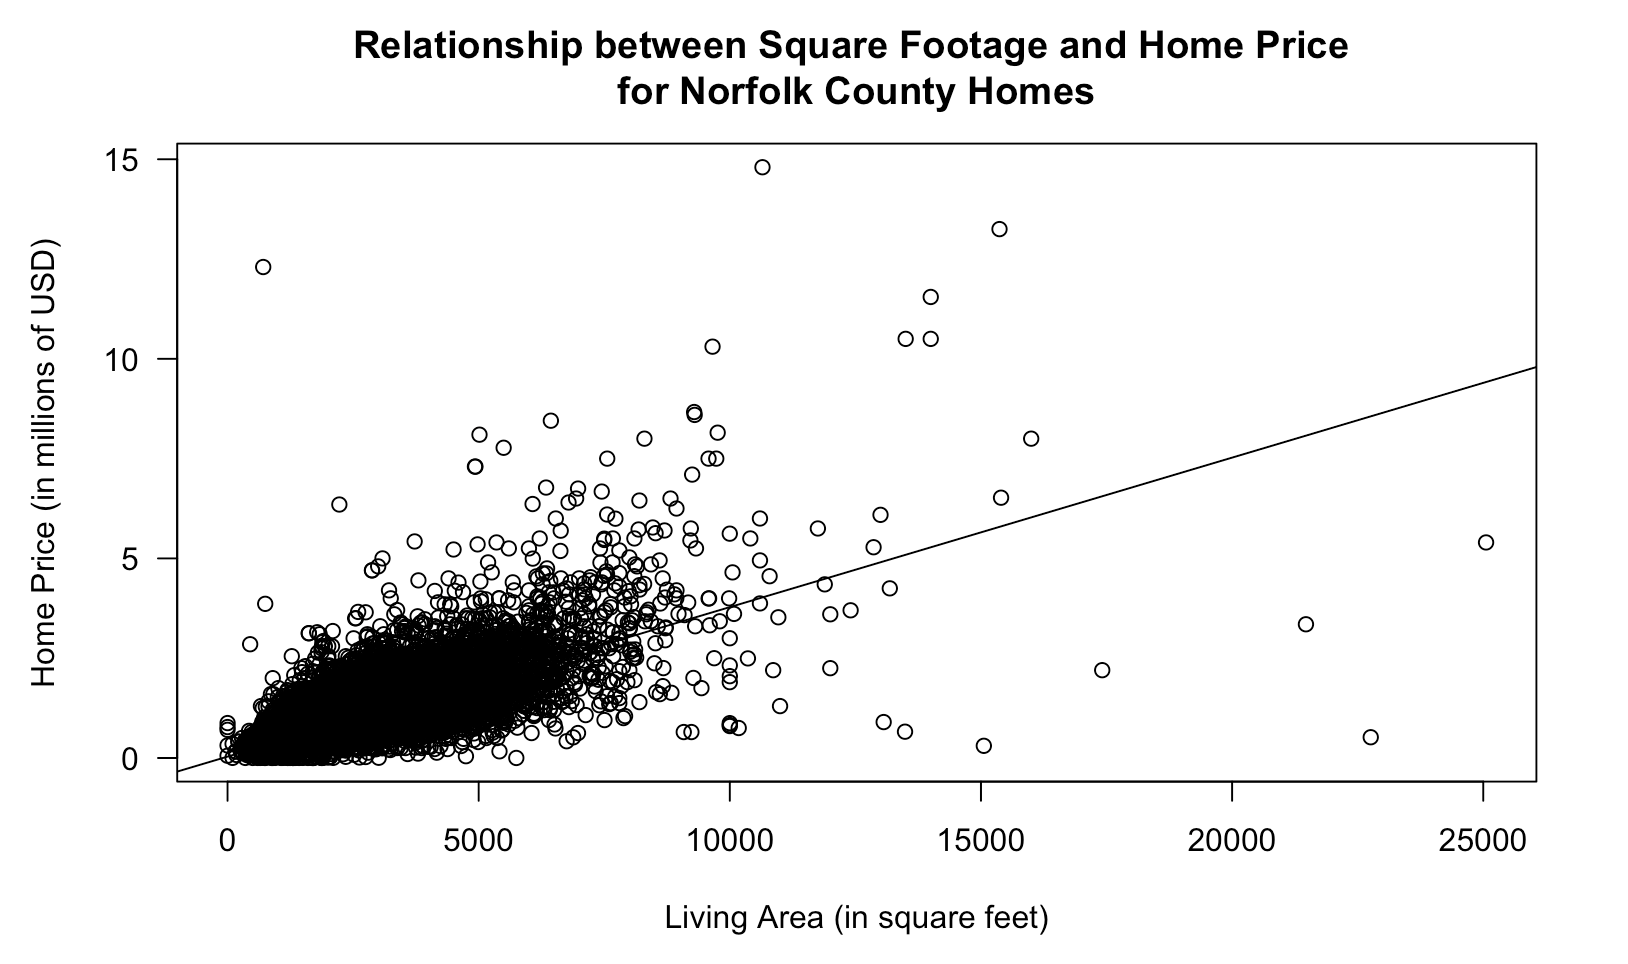 Relationship between Square Footage and Home Price
for Norfolk County Homes
Home Price (in millions of USD)
15
10
5
0
0 5000 10000 15000 20000 25000
Living Area (in square feet)